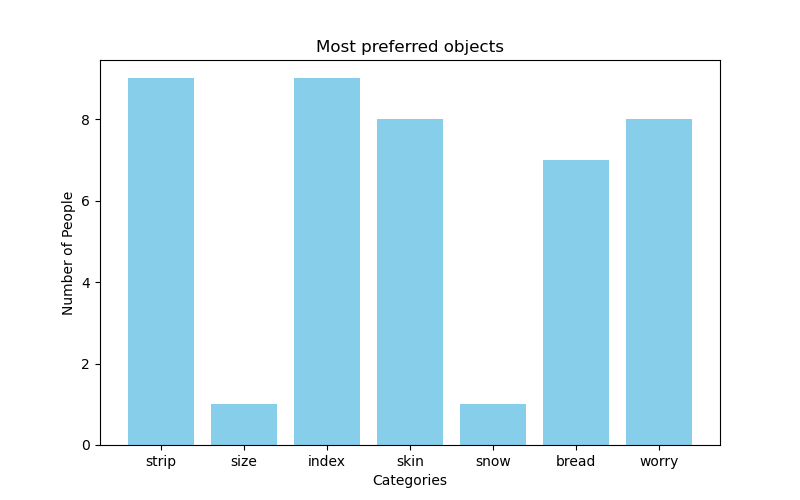 Most preferred objects
Number of People
8
6
4
2
0
strip size index skin snow bread worry
Categories